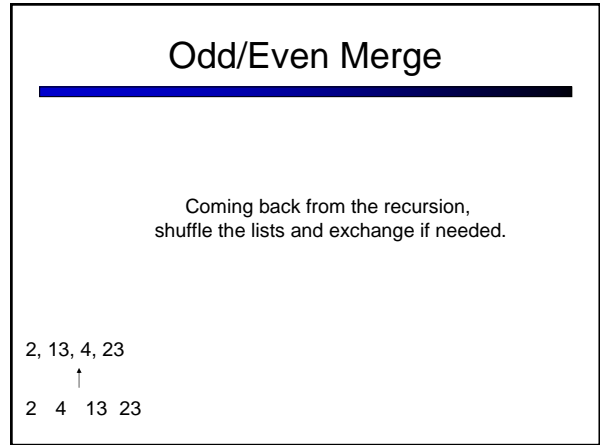 Odd/Even Merge
Coming back from the recursion,
shuffle the lists and exchange if needed.
2, 13, 4, 23
2 4 13 23